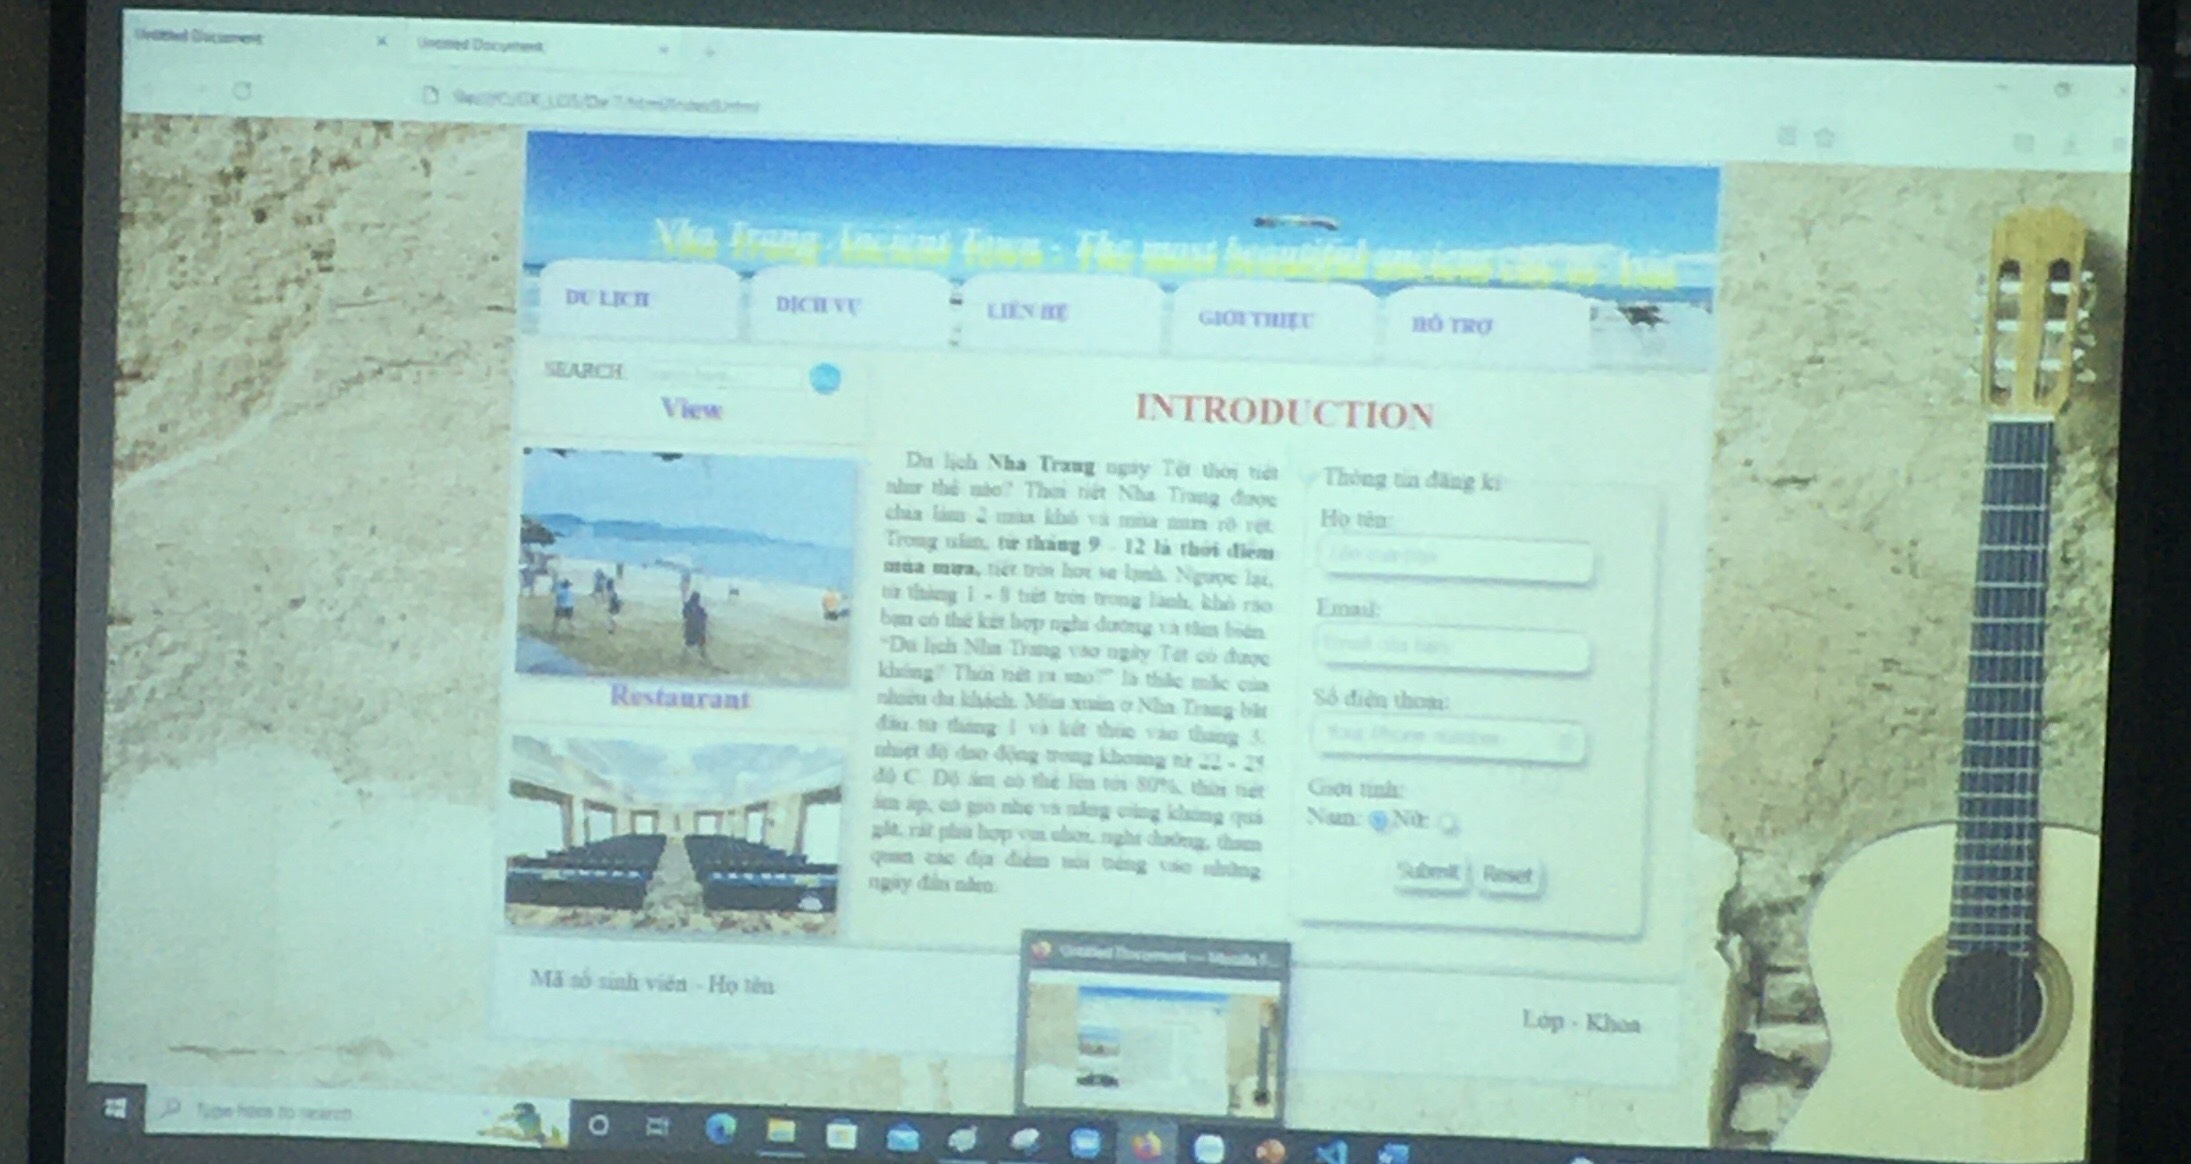 Untitled Document
Untitled Document
Nha Trang Ancient Town - The most beautiful ancient city
DU LỊCH
DỊCH VỤ
LIÊN HỆ
GIỚI THIỆU
HỖ TRỢ
SEARCH
View
Restaurant
INTRODUCTION
Du lịch Nha Trang ngày Tết thời tiết
như thế nào? Thời tiết Nha Trang được
chia làm 2 mùa khô và mùa mưa rõ rệt.
Trong năm, từ tháng 9 - 12 là thời điểm
mùa mưa, tiết trời hơi se lạnh. Ngược lại,
từ tháng 1 - 8 tiết trời trong lành, khô ráo
bạn có thể kết hợp nghỉ dưỡng và tắm biển.
"Du lịch Nha Trang vào ngày Tết có được
không? Thời tiết ra sao?" là thắc mắc của
nhiều du khách. Mùa xuân ở Nha Trang bắt
đầu từ tháng 1 và kết thúc vào tháng 3,
nhiệt độ dao động trong khoảng từ 22 - 25
độ C. Độ ẩm có thể lên tới 80%, thời tiết
ấm áp, có gió nhẹ và nắng cũng không quá
gắt, rất phù hợp vui chơi, nghỉ dưỡng, tham
quan các địa điểm nổi tiếng vào những
ngày đầu năm.
Thông tin đăng kí
Họ tên:
Email:
Số điện thoại:
Your Phone number
Giới tính:
Nam: Nữ:
Submit Reset
Mã số sinh viên - Họ tên
Lớp - Khoa
Untitled Document — Mozilla F...
Type here to search